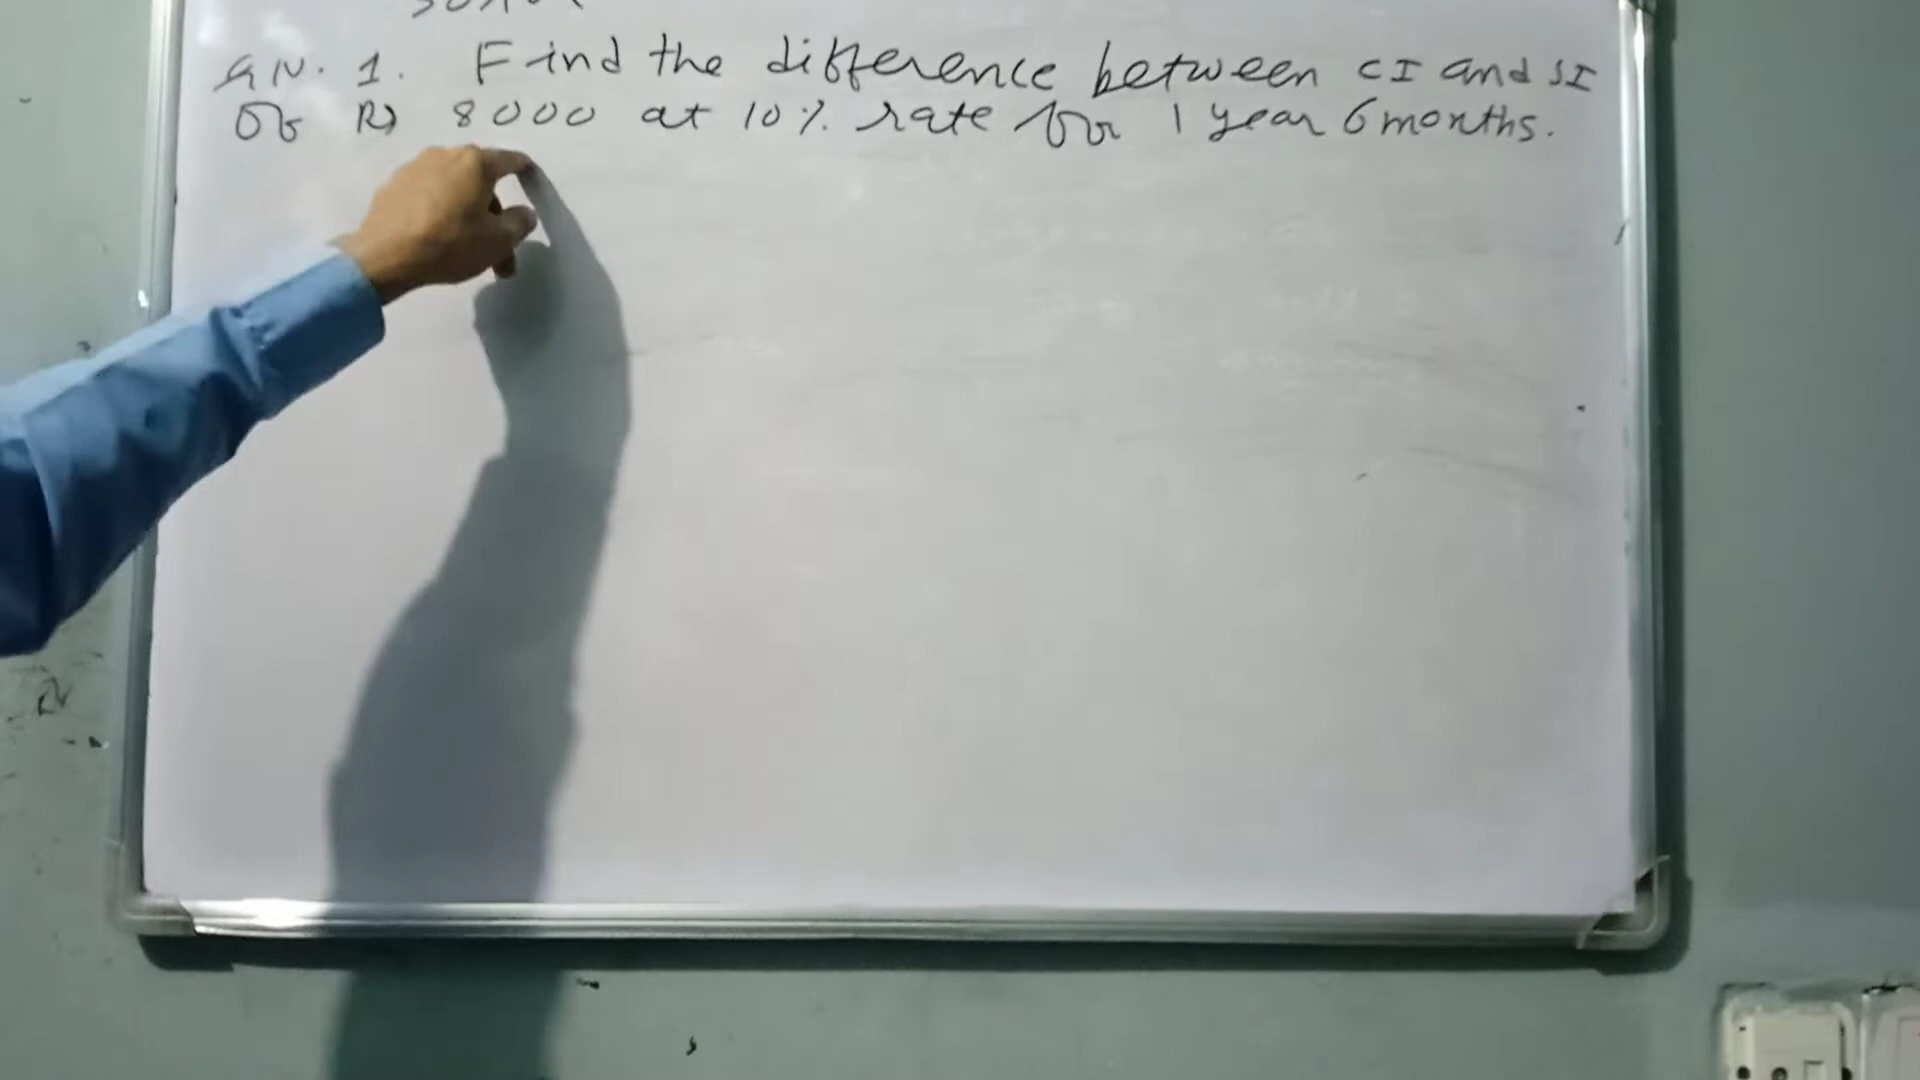 QN. 1. Find the difference between CI and SI
of Rs 8000 at 10% rate for 1 year 6 months.